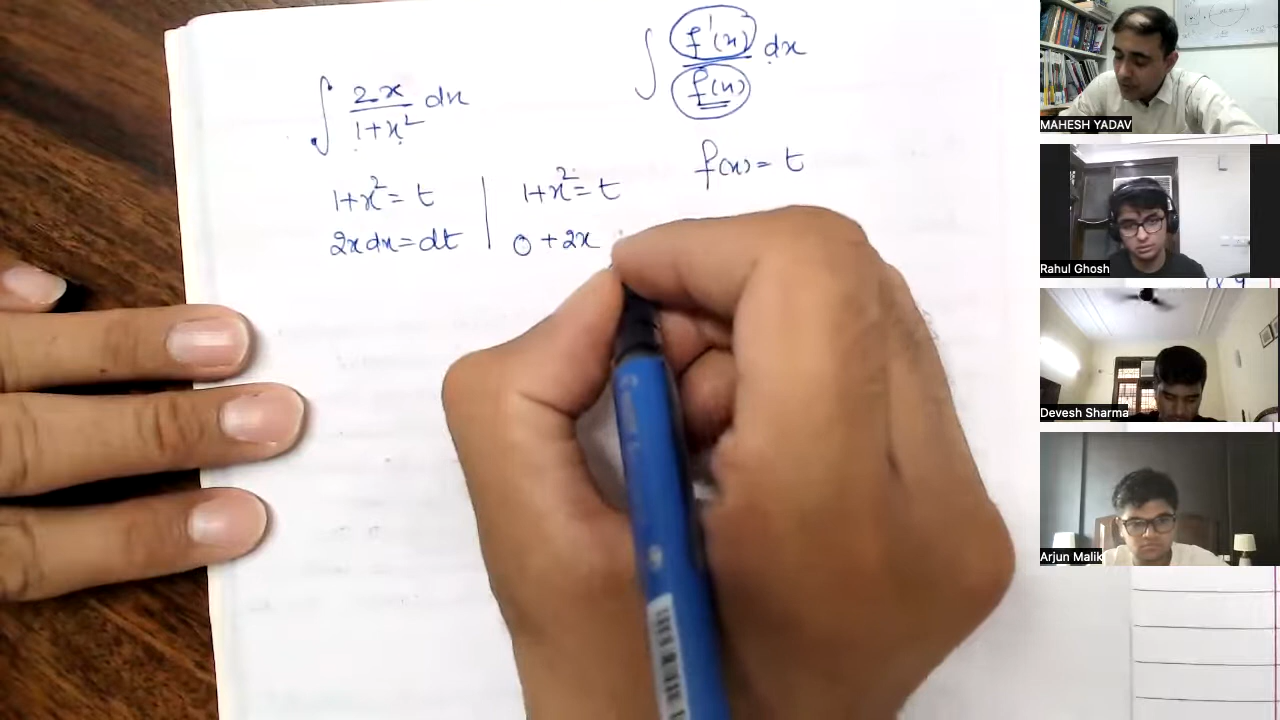 ∫ 2x / 1+x² dx
1+x² = t
2x dx = dt
1+x² = t
0 + 2x
∫ f'(x) / f(x) dx
f(x) = t
MAHESH YADAV
Rahul Ghosh
Devesh Sharma
Arjun Malik